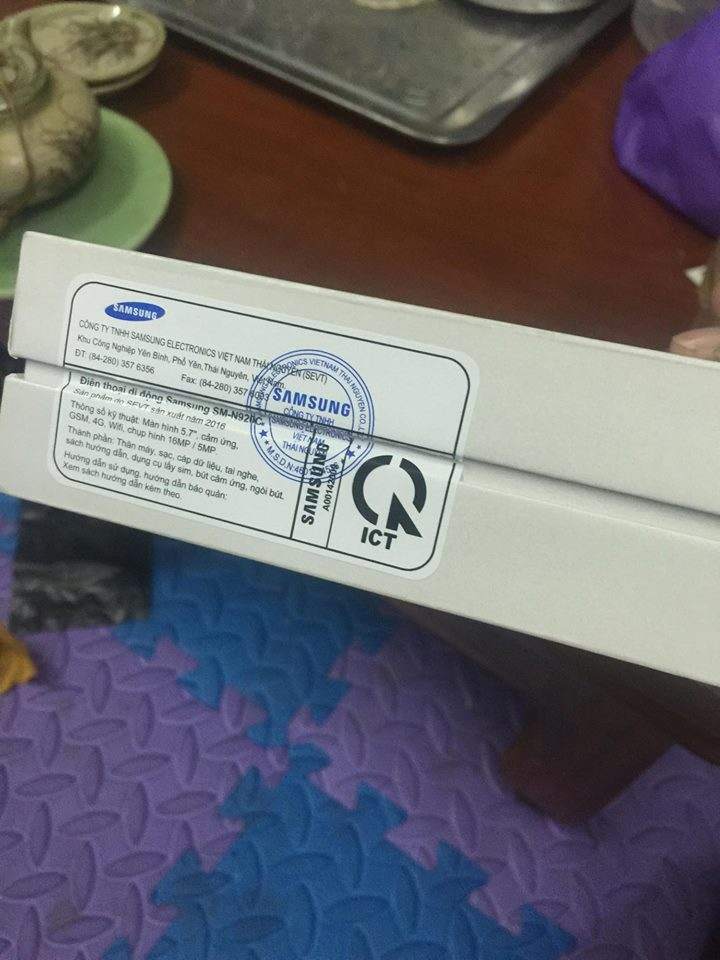 SAMSUNG
CÔNG TY TNHH SAMSUNG ELECTRONICS VIỆT NAM THÁI NGUYÊN (SEVT)
Khu Công Nghiệp Yên Bình, Phổ Yên,Thái Nguyên, Việt Nam.
ĐT: (84-280) 357 6356 Fax: (84-280) 357
Điện thoại di động Samsung SM-N920C
Sản phẩm do SEVT sản xuất năm 2016
Thông số kỹ thuật: Màn hình 5.7", cảm ứng,
GSM, 4G, Wifi, chụp hình 16MP / 5MP.
Thành phần: Thân máy, sạc, cáp dữ liệu, tai nghe,
sách hướng dẫn, dụng cụ lấy sim, bút cảm ứng, ngòi bút.
Hướng dẫn sử dụng, hướng dẫn bảo quản:
Xem sách hướng dẫn kèm theo.
SAMSUNG
CÔNG TY TNHH
SAMSUNG ELECTRONICS
VIỆT NAM
THÁI NGUYÊN
SAMSUNG
ICT